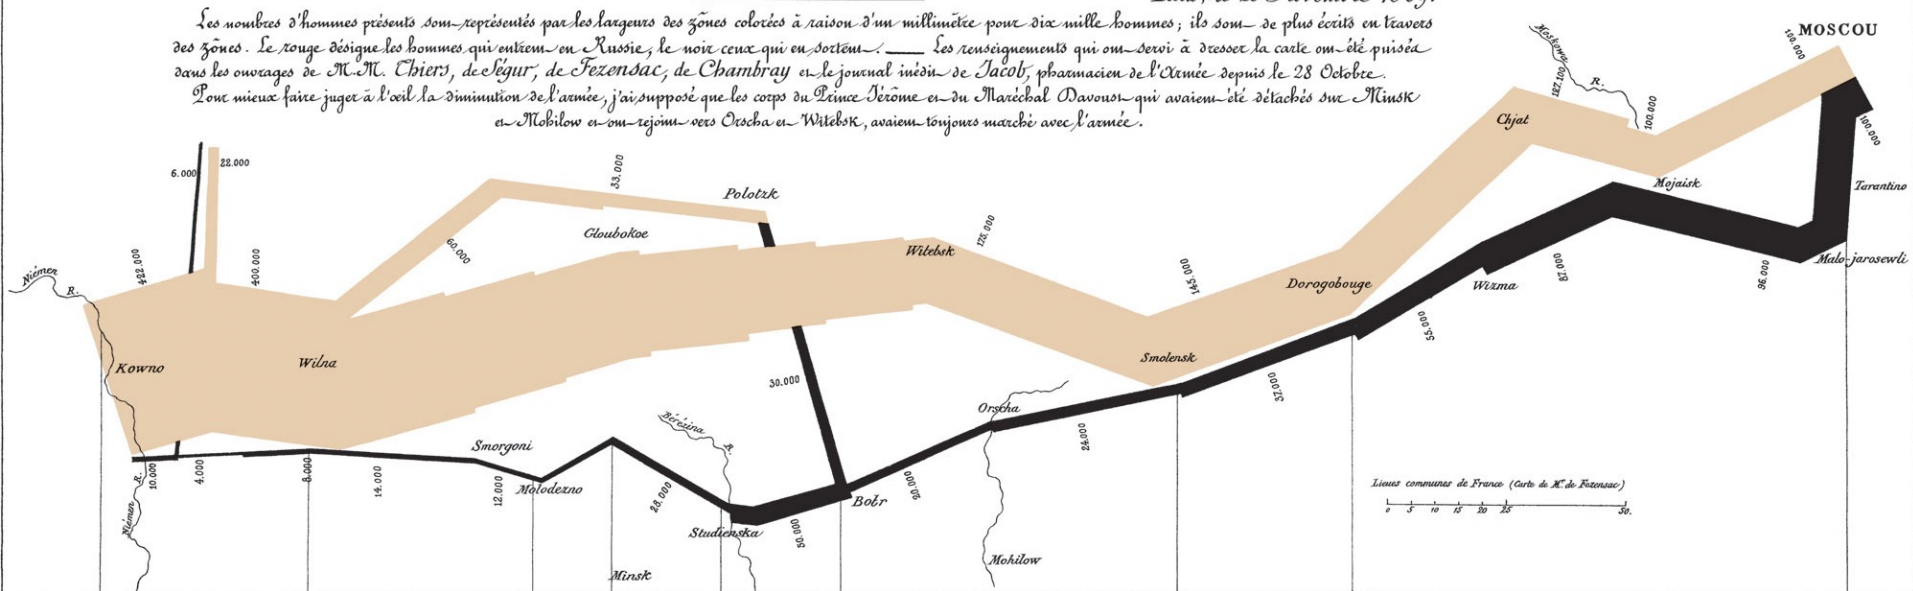 Les nombres d'hommes présents sont représentés par les largeurs des zônes colorées à raison d'un millimètre pour dix mille hommes; ils sont de plus écrits en travers
des zônes. Le rouge désigne les hommes qui entrent en Russie, le noir ceux qui en sortent. — Les renseignements qui ont servi à dresser la carte ont été puisés
dans les ouvrages de M.M. Thiers, de Ségur, de Fezensac, de Chambray et le journal inédit de Jacob, pharmacien de l'Armée depuis le 28 Octobre.
Pour mieux faire juger à l'œil la diminution de l'armée, j'ai supposé que les corps du Prince Jérôme et du Maréchal Davoust qui avaient été détachés sur Minsk
et Mohilow et ont rejoint vers Orscha et Witebsk, avaient toujours marché avec l'armée.
MOSCOU
100.000
Moskowa
R.
127.100
100.000
Chjat
100.000
Mojaisk
Tarantino
6.000
22.000
33.000
Polotzk
Gloubokoe
60.000
175.000
Witebsk
422.000
400.000
Niémen
R.
145.000
Dorogobouge
Wizma
82.000
96.000
Malo-jarosewli
55.000
Kowno
Wilna
Smolensk
30.000
37.000
Orscha
24.000
Bérézina
R.
Smorgoni
10.000
4.000
8.000
14.000
12.000
Molodezno
28.000
20.000
Bobr
Studienska
50.000
Niémen
R.
Lieues communes de France (Carte de M. de Fezensac)
0 5 10 15 20 25 50.
Mohilow
Minsk